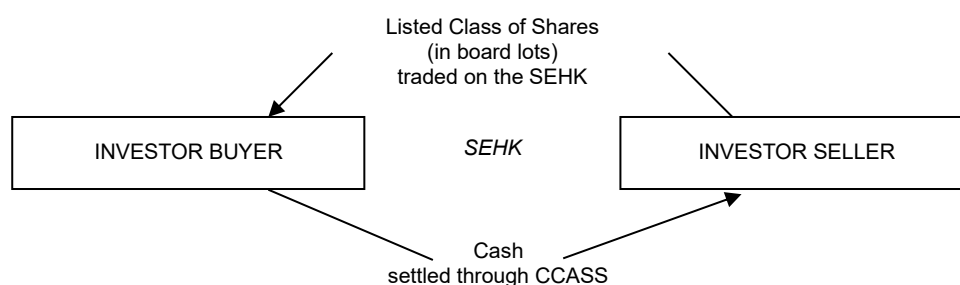 Listed Class of Shares
(in board lots)
traded on the SEHK
INVESTOR BUYER
SEHK
INVESTOR SELLER
Cash
settled through CCASS